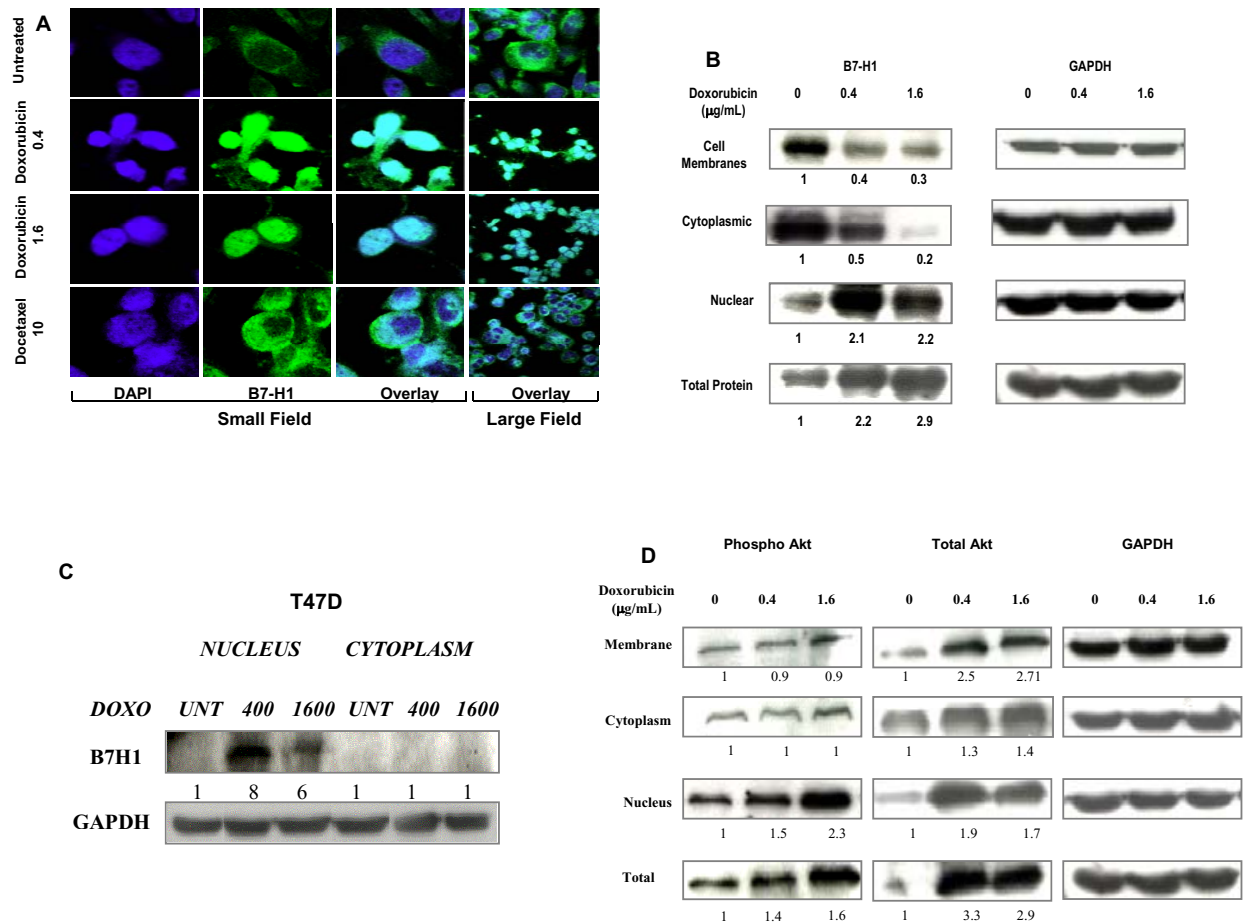 A
Untreated
Doxorubicin
0.4
Doxorubicin
1.6
Docetaxel
10
DAPI B7-H1 Overlay Overlay
Small Field Large Field
B
B7-H1 GAPDH
Doxorubicin 0 0.4 1.6 0 0.4 1.6
(μg/mL)
Cell
Membranes
1 0.4 0.3
Cytoplasmic
1 0.5 0.2
Nuclear
1 2.1 2.2
Total Protein
1 2.2 2.9
C
T47D
NUCLEUS CYTOPLASM
DOXO UNT 400 1600 UNT 400 1600
B7H1
1 8 6 1 1 1
GAPDH
D
Phospho Akt Total Akt GAPDH
Doxorubicin
(μg/mL)
0 0.4 1.6 0 0.4 1.6 0 0.4 1.6
Membrane
1 0.9 0.9 1 2.5 2.71
Cytoplasm
1 1 1 1 1.3 1.4
Nucleus
1 1.5 2.3 1 1.9 1.7
Total
1 1.4 1.6 1 3.3 2.9